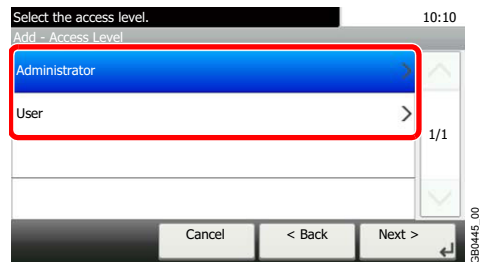 Select the access level. 10:10
Add - Access Level
Administrator
User
1/1
Cancel < Back Next >
GB0445_00